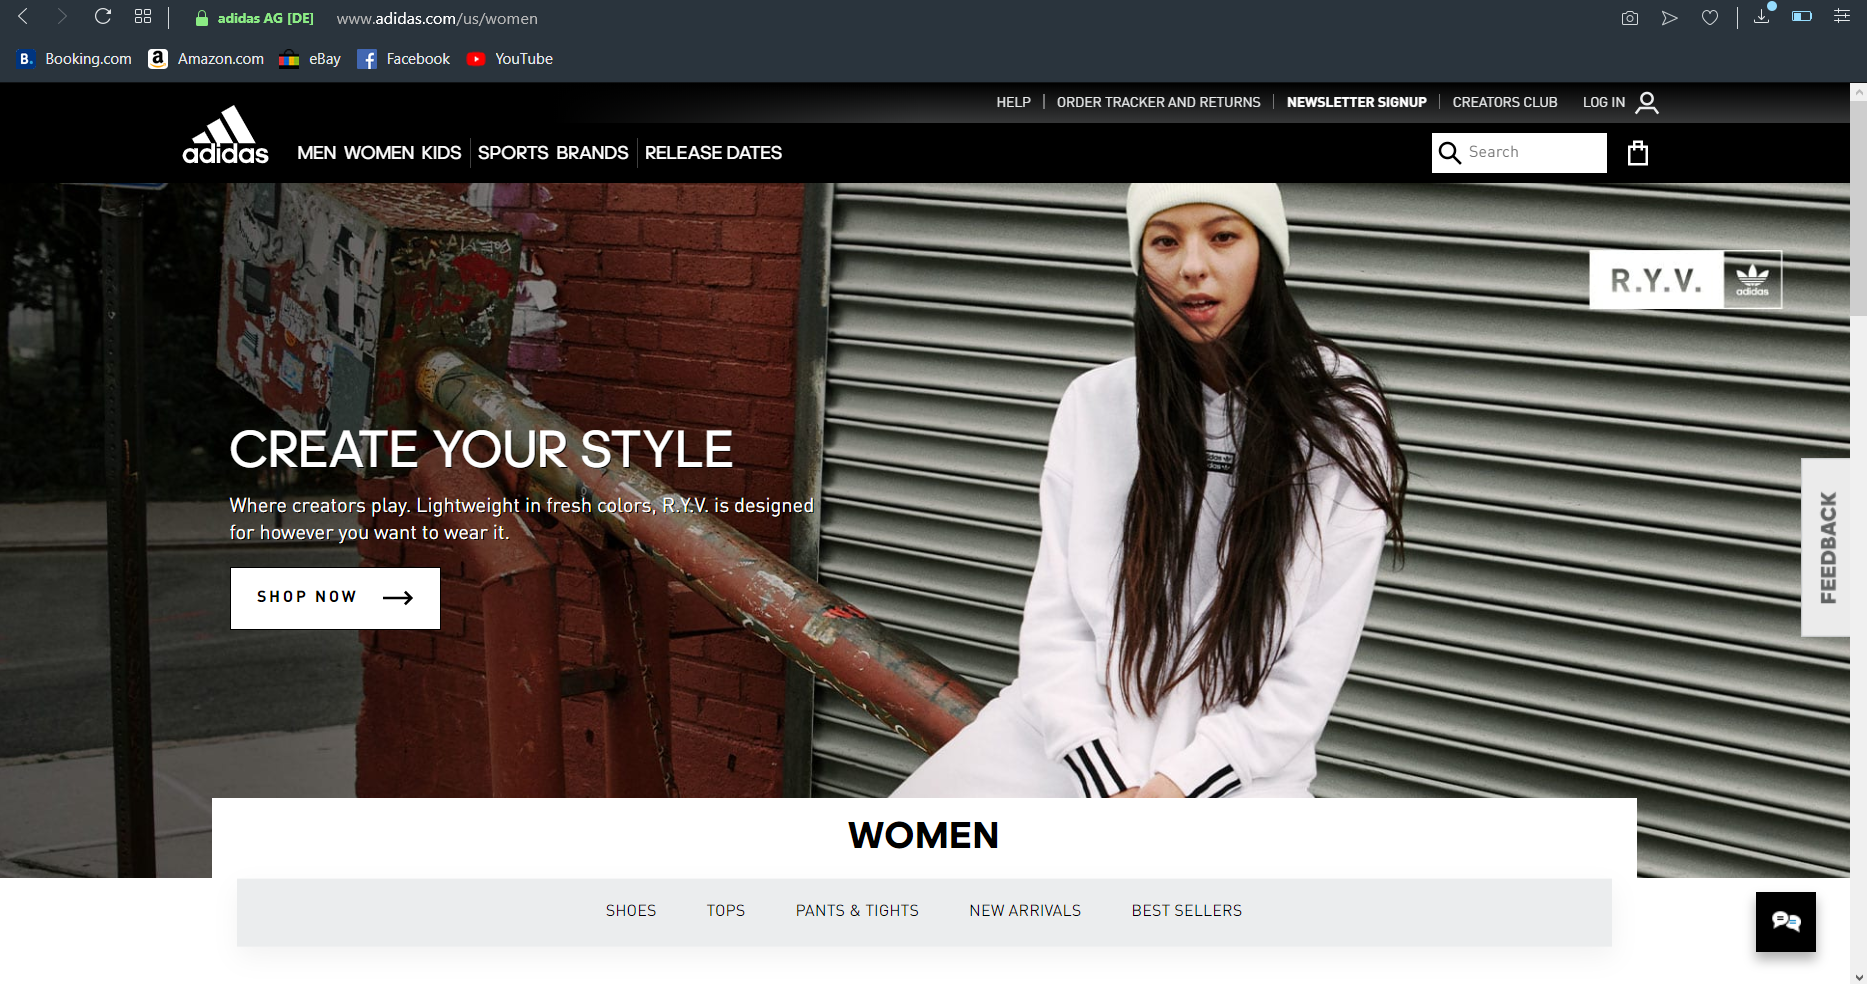 adidas AG [DE] www.adidas.com/us/women
B. Booking.com a Amazon.com eBay f Facebook YouTube
HELP ORDER TRACKER AND RETURNS NEWSLETTER SIGNUP CREATORS CLUB LOG IN
adidas MEN WOMEN KIDS SPORTS BRANDS RELEASE DATES Search
R.Y.V. adidas
CREATE YOUR STYLE
Where creators play. Lightweight in fresh colors, R.Y.V. is designed
for however you want to wear it.
SHOP NOW
FEEDBACK
WOMEN
SHOES TOPS PANTS & TIGHTS NEW ARRIVALS BEST SELLERS